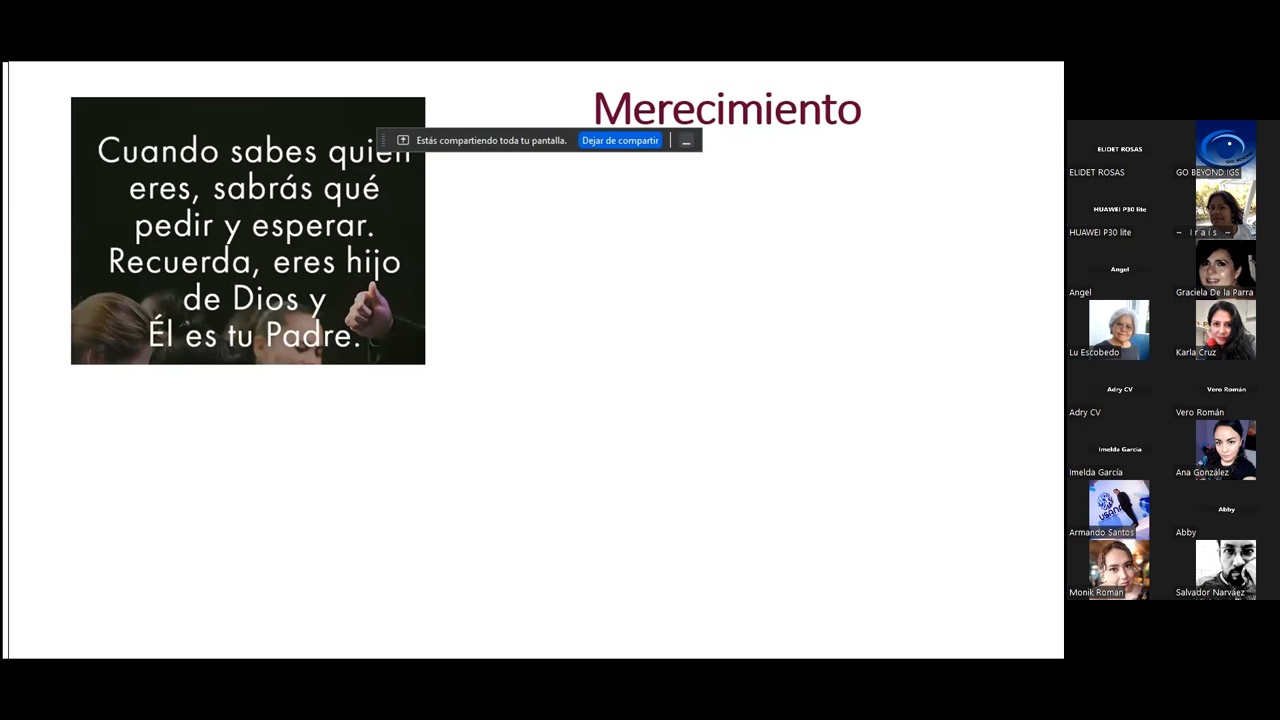 Merecimiento
Estás compartiendo toda tu pantalla. Dejar de compartir
Cuando sabes quien
eres, sabrás qué
pedir y esperar.
Recuerda, eres hijo
de Dios y
Él es tu Padre.
ELIDET ROSAS
ELIDET ROSAS
GO BEYOND IGS
HUAWEI P30 lite
HUAWEI P30 lite
~ I r a i s ~
Angel
Angel
Graciela De la Parra
Lu Escobedo
Karla Cruz
Adry CV
Adry CV
Vero Román
Vero Román
Imelda García
Imelda García
Ana González
USANA
Armando Santos
Abby
Abby
Monik Roman
Salvador Narváez